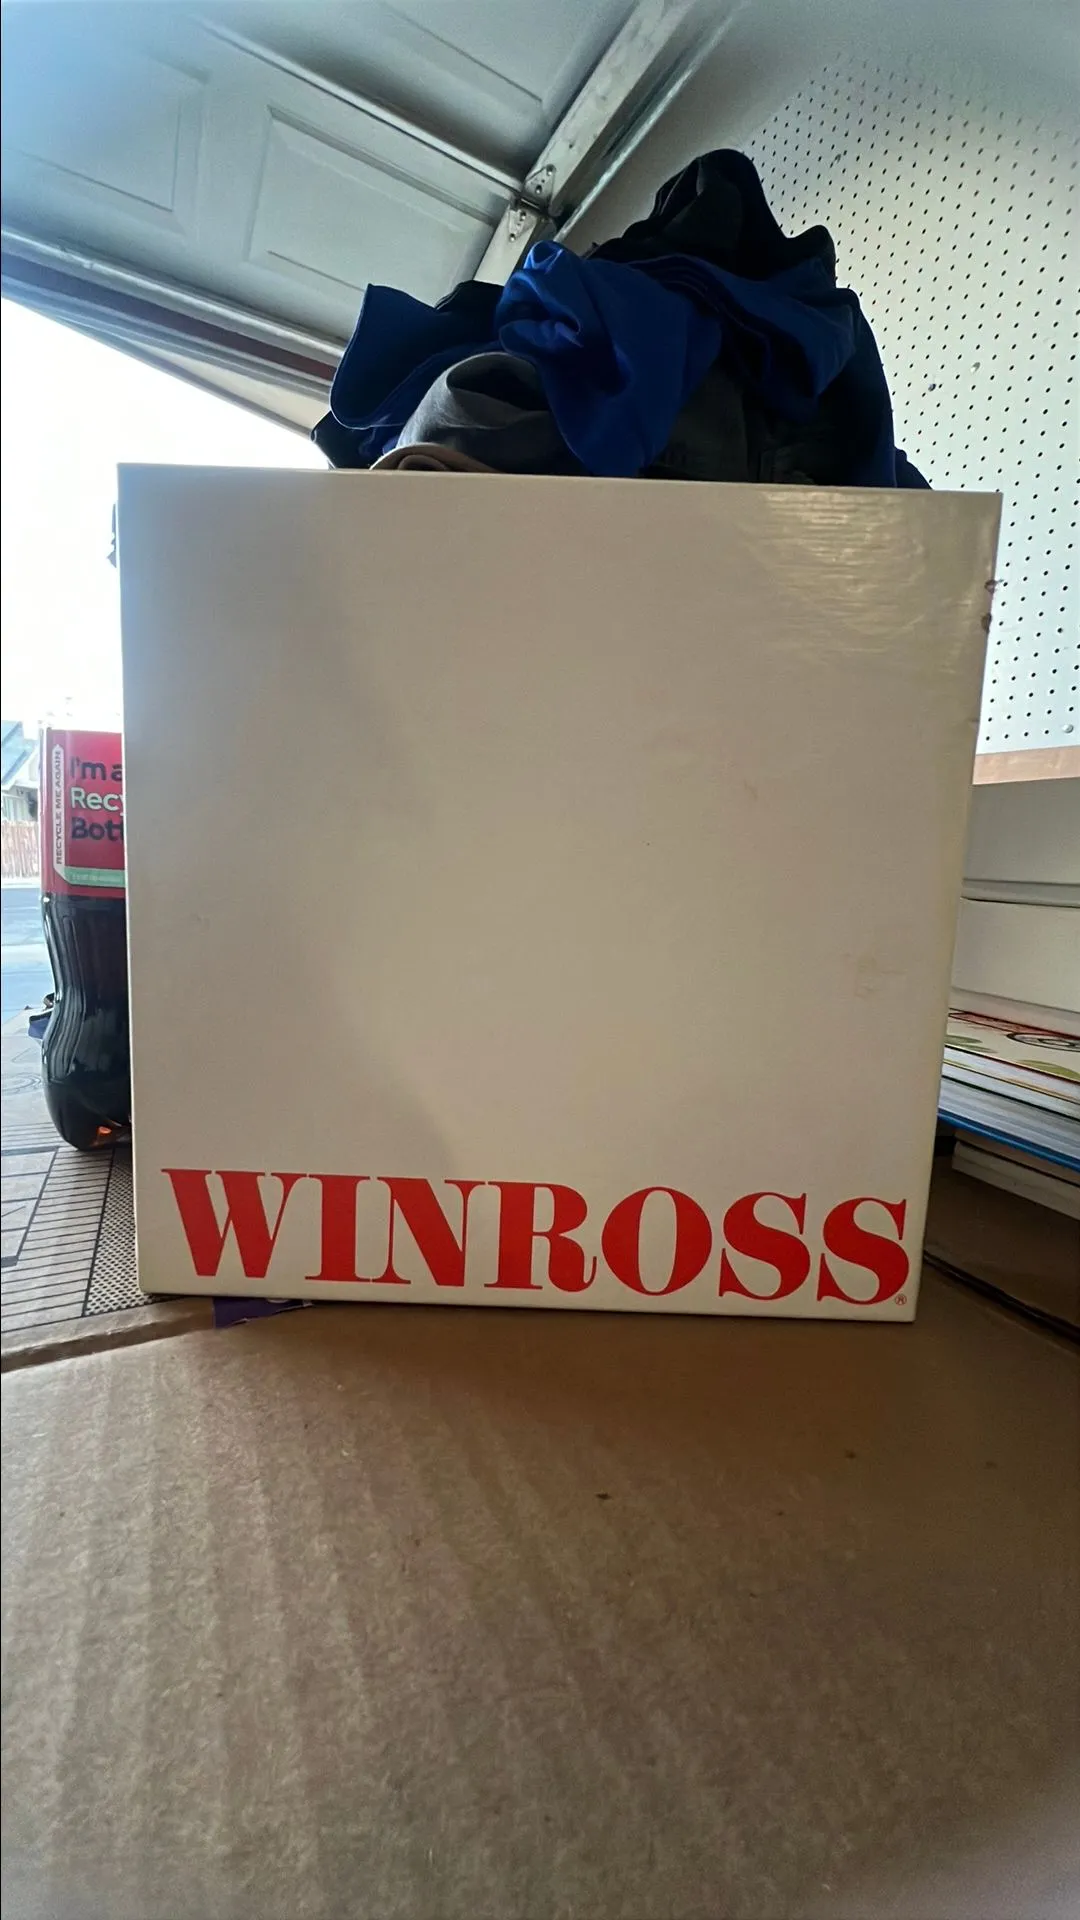 RECYCLE ME AGAIN
I'm a
Recy
Bott
WINROSS®